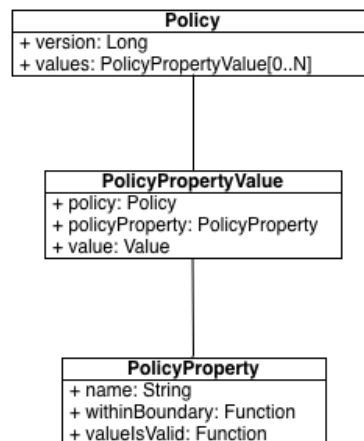 Policy
+ version: Long
+ values: PolicyPropertyValue[0..N]
PolicyPropertyValue
+ policy: Policy
+ policyProperty: PolicyProperty
+ value: Value
PolicyProperty
+ name: String
+ withinBoundary: Function
+ valueIsValid: Function